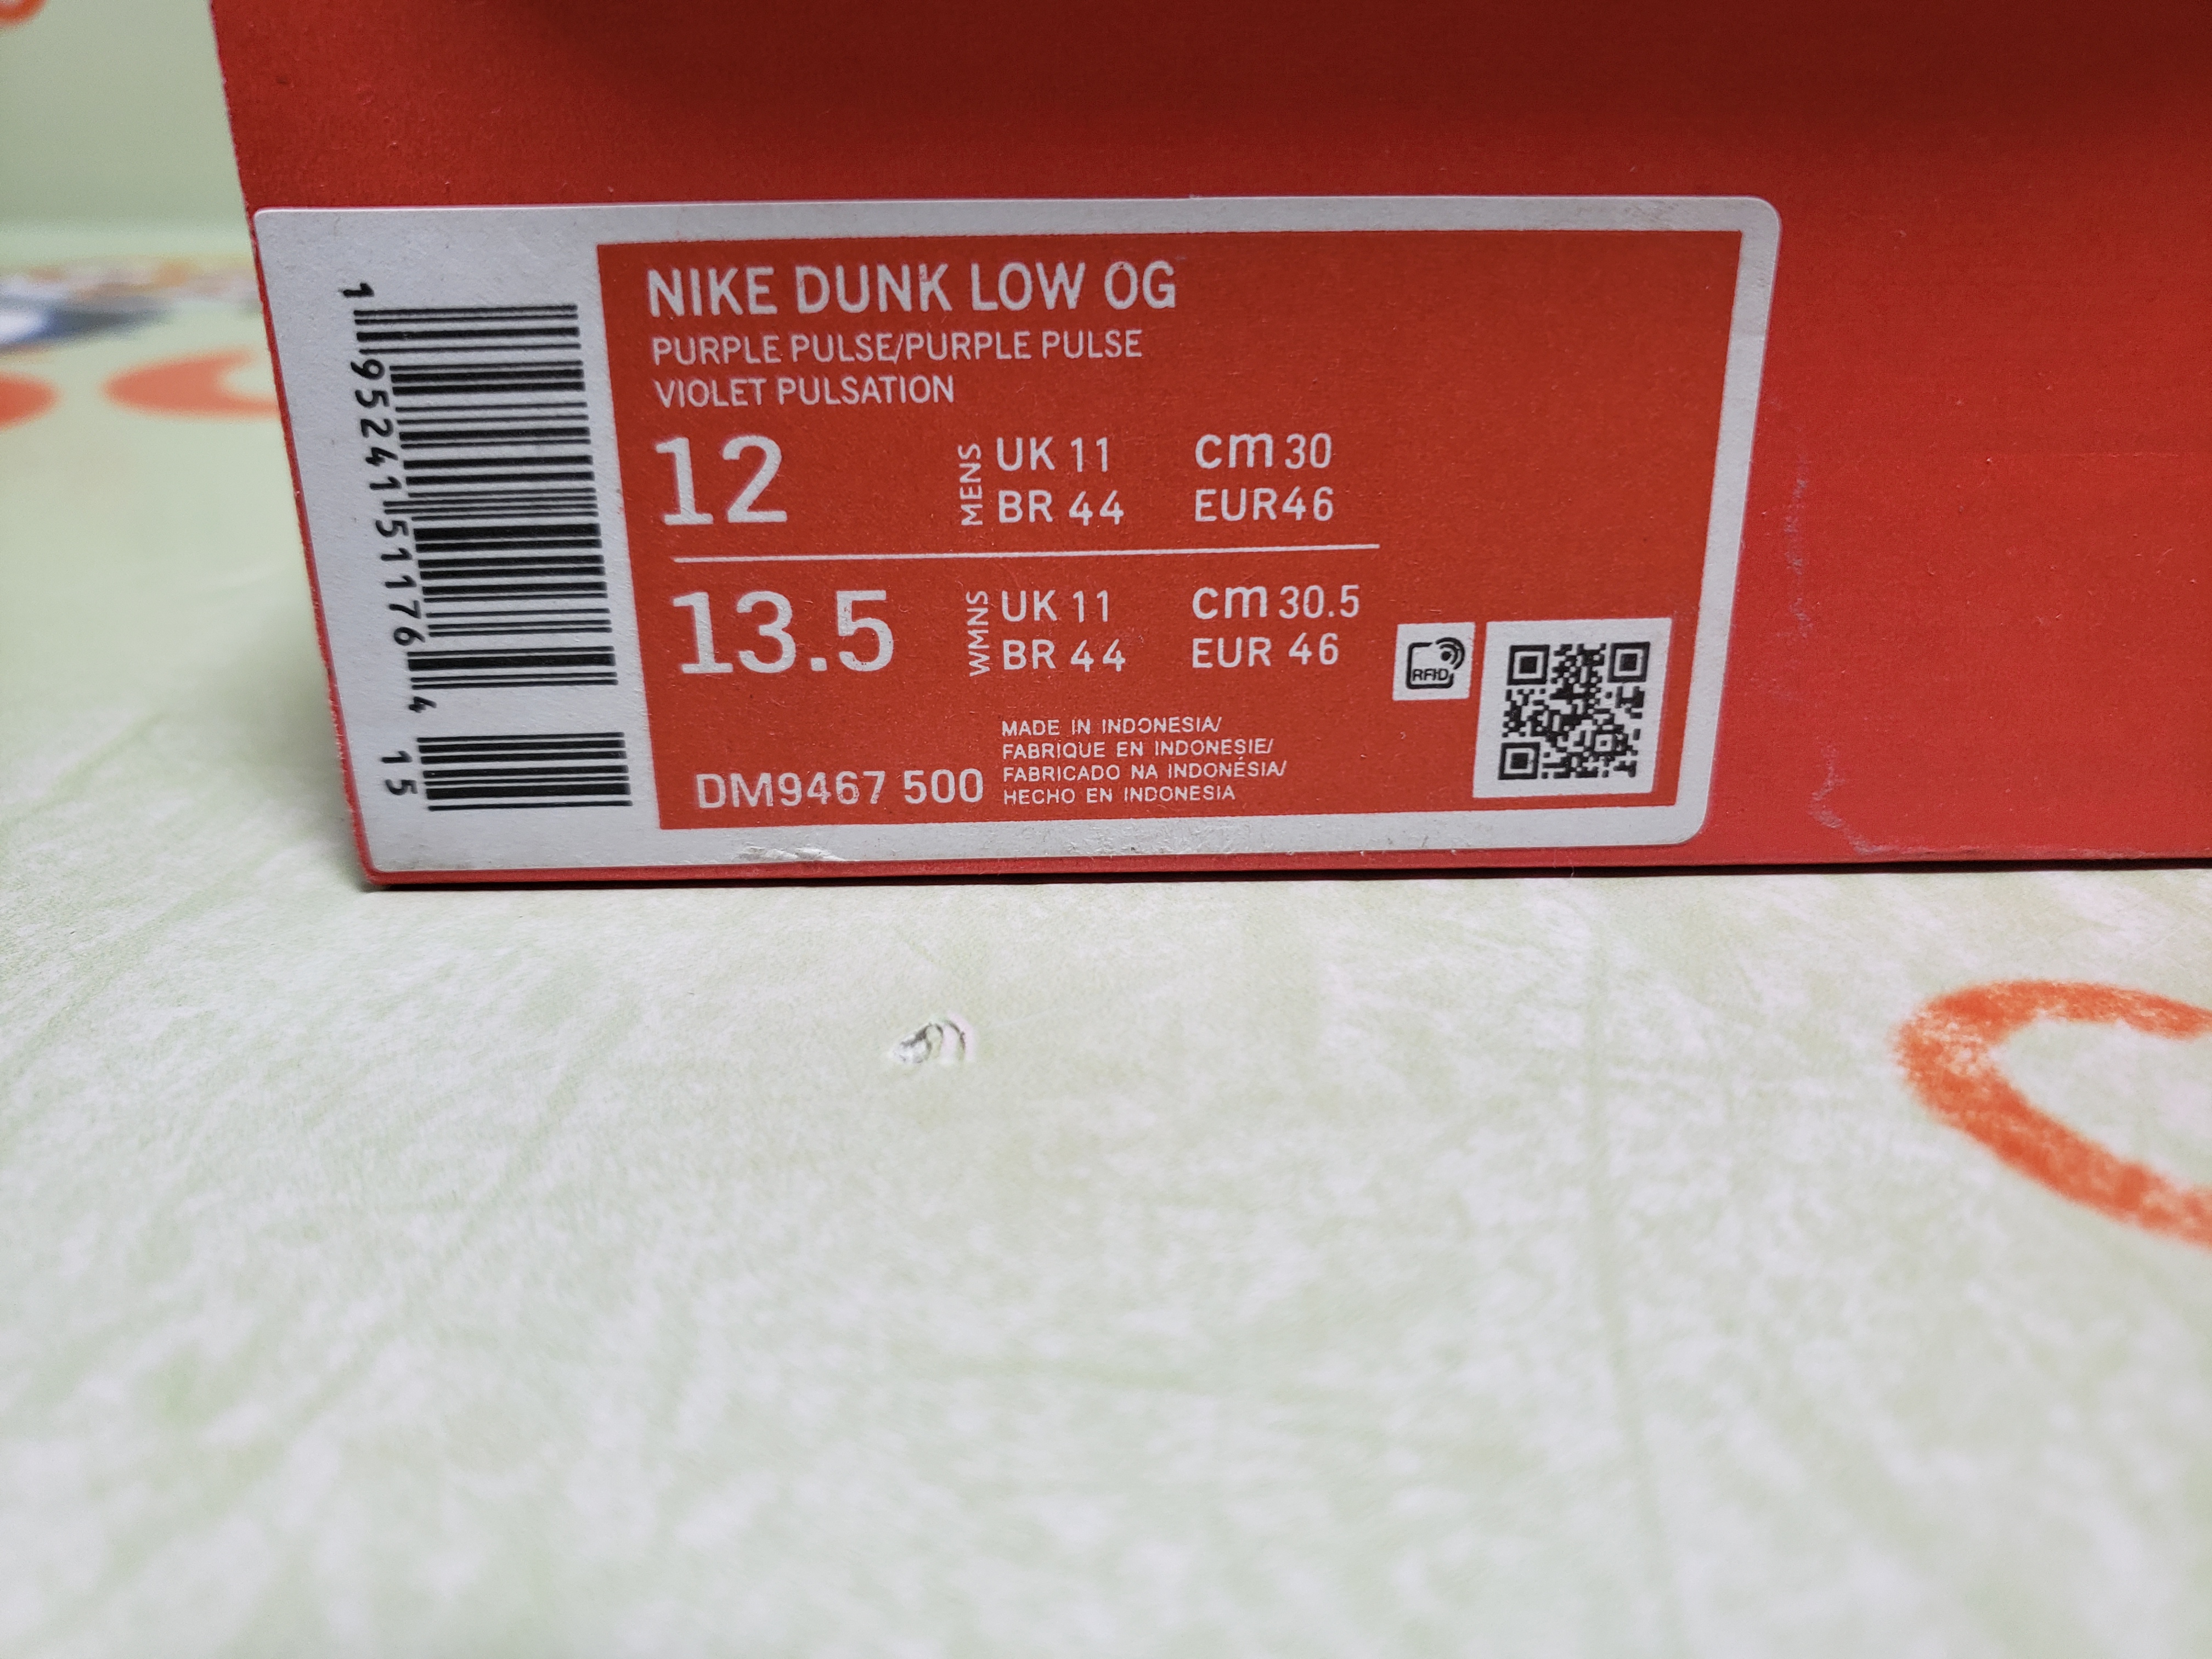 NIKE DUNK LOW OG
PURPLE PULSE/PURPLE PULSE
VIOLET PULSATION
12 MENS UK 11 cm 30
BR 44 EUR46
13.5 WMNS UK 11 cm 30.5
BR 44 EUR 46
RFID
MADE IN INDONESIA/
FABRIQUE EN INDONESIE/
FABRICADO NA INDONÉSIA/
HECHO EN INDONESIA
DM9467 500
1 95241 51176 4 15